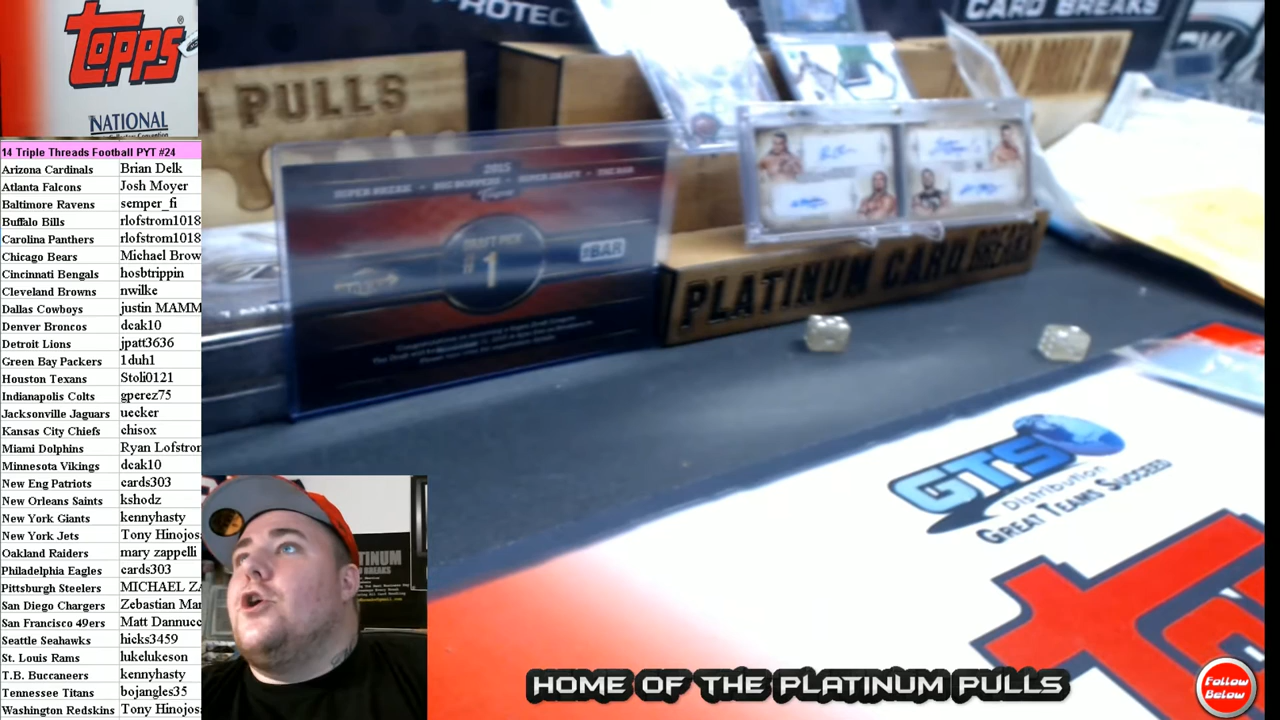 topps
NATIONAL
14 Triple Threads Football PYT #24
Arizona Cardinals Brian Delk
Atlanta Falcons Josh Moyer
Baltimore Ravens semper_fi
Buffalo Bills rlofstrom1018
Carolina Panthers rlofstrom1018
Chicago Bears Michael Brow
Cincinnati Bengals hosbtrippin
Cleveland Browns nwilke
Dallas Cowboys justin MAMM
Denver Broncos dcak10
Detroit Lions jpatt3636
Green Bay Packers 1duh1
Houston Texans Stoli0121
Indianapolis Colts gperez75
Jacksonville Jaguars uecker
Kansas City Chiefs chisox
Miami Dolphins Ryan Lofstron
Minnesota Vikings dcak10
New Eng Patriots cards303
New Orleans Saints kshodz
New York Giants kennyhasty
New York Jets Tony Hinojos
Oakland Raiders mary zappelli
Philadelphia Eagles cards303
Pittsburgh Steelers MICHAEL ZA
San Diego Chargers Zebastian Mar
San Francisco 49ers Matt Dannucc
Seattle Seahawks hicks3459
St. Louis Rams lukelukeson
T.B. Buccaneers kennyhasty
Tennessee Titans bojangles35
Washington Redskins Tony Hinojos
PROTEC
CARD BREAKS
PULLS
2015
#1
#BAR
PLATINUM CARD BREAKS
GTS
Distribution
GREAT TEAMS SUCCEED
HOME OF THE PLATINUM PULLS
Follow
Below